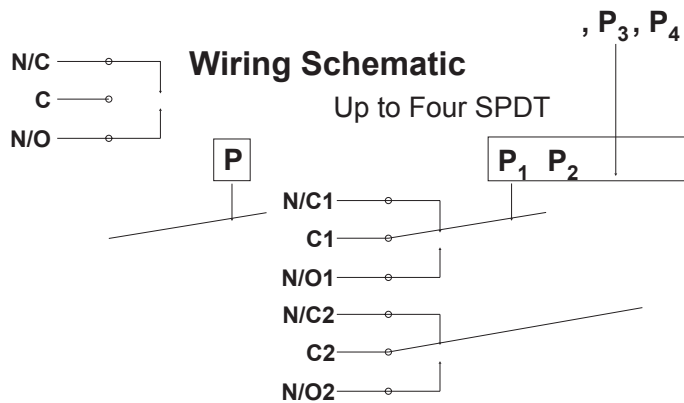 , P₃, P₄
N/C
Wiring Schematic
C
Up to Four SPDT
N/O
P
P₁ P₂
N/C1
C1
N/O1
N/C2
C2
N/O2